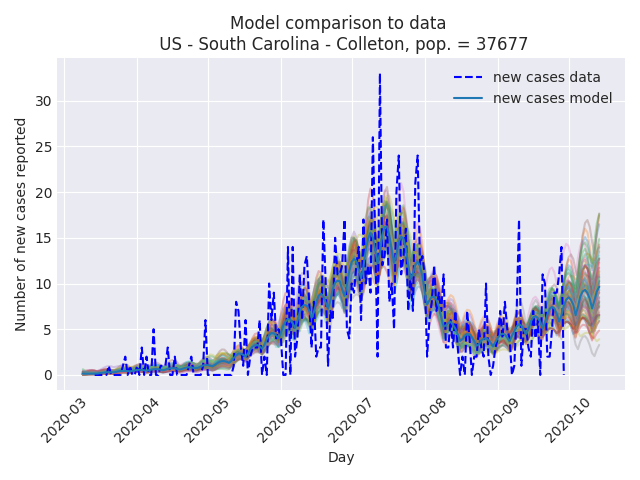 Model comparison to data
US - South Carolina - Colleton, pop. = 37677
new cases data
new cases model
Number of new cases reported
30
25
20
15
10
5
0
2020-03
2020-04
2020-05
2020-06
2020-07
2020-08
2020-09
2020-10
Day